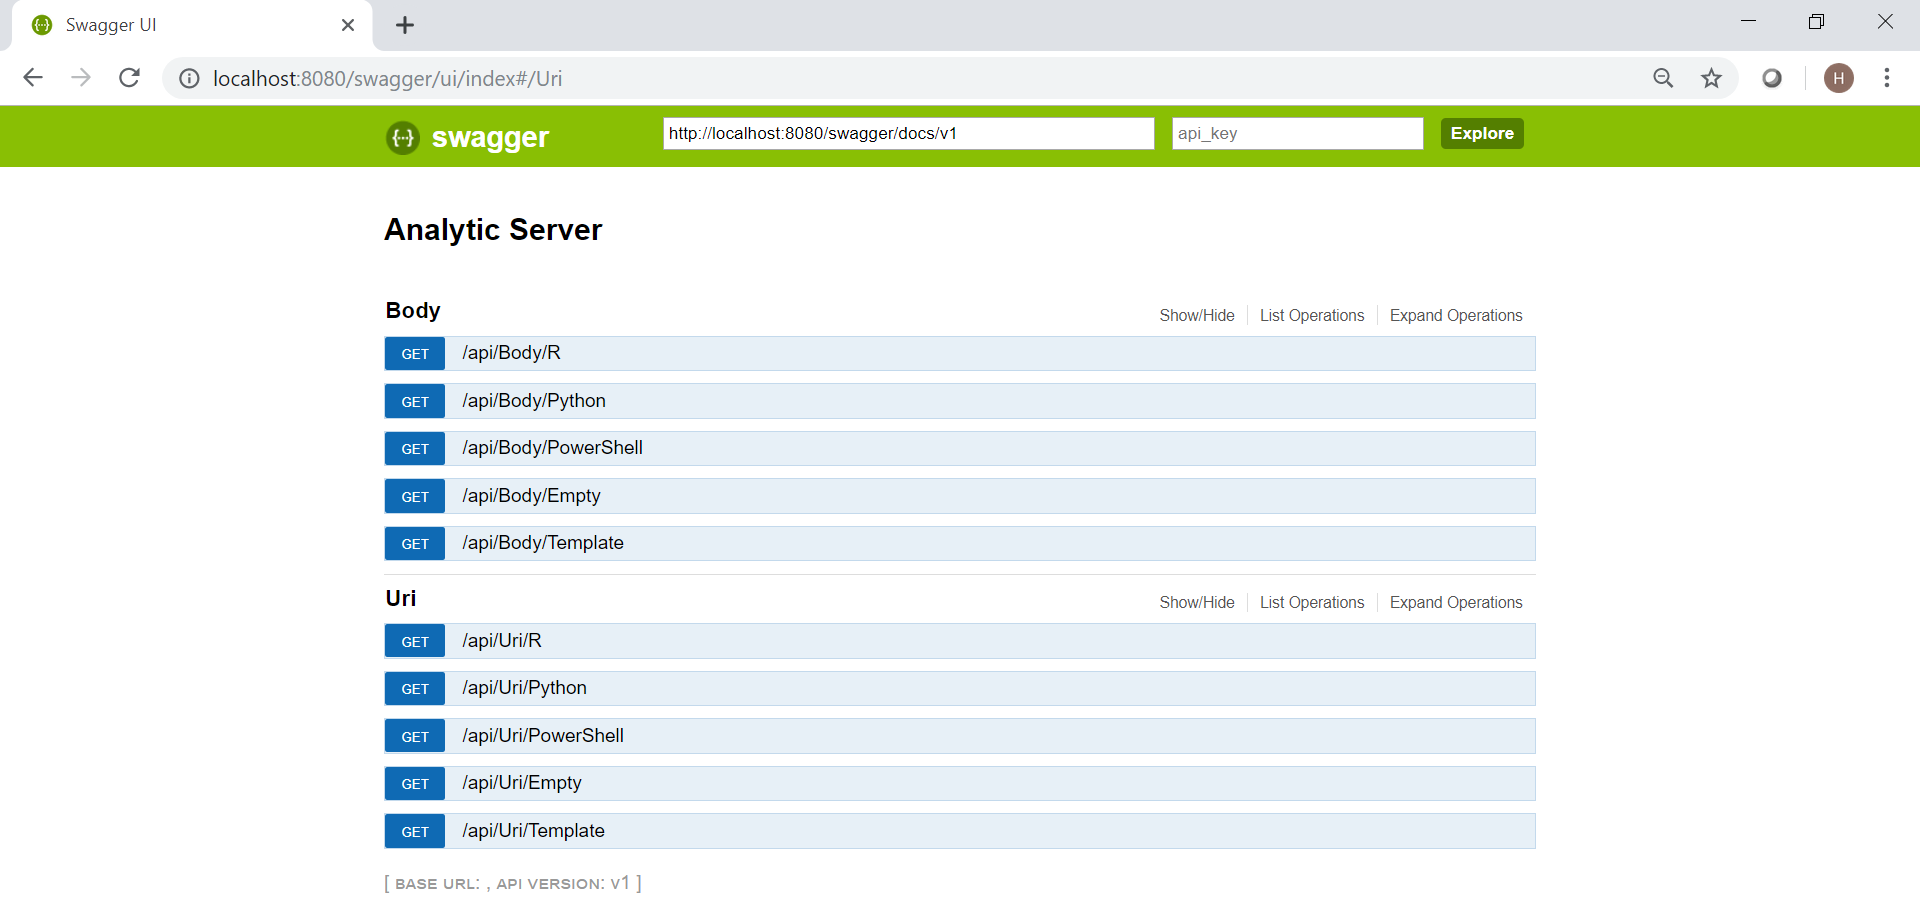 Swagger UI
localhost:8080/swagger/ui/index#/Uri
H
{···} swagger http://localhost:8080/swagger/docs/v1 api_key Explore
Analytic Server
Body Show/Hide List Operations Expand Operations
GET /api/Body/R
GET /api/Body/Python
GET /api/Body/PowerShell
GET /api/Body/Empty
GET /api/Body/Template
Uri Show/Hide List Operations Expand Operations
GET /api/Uri/R
GET /api/Uri/Python
GET /api/Uri/PowerShell
GET /api/Uri/Empty
GET /api/Uri/Template
[ BASE URL: , API VERSION: V1 ]